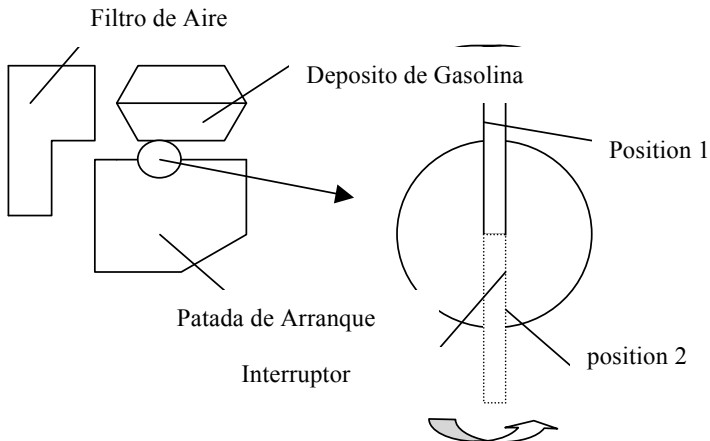 Filtro de Aire
Deposito de Gasolina
Position 1
Patada de Arranque
position 2
Interruptor